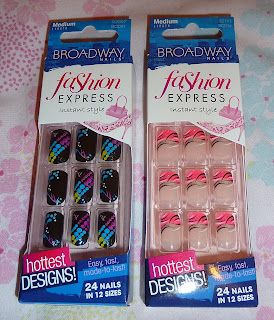 Medium
LENGTH
BROADWAY
NAILS
fashion
EXPRESS
instant style
hottest
DESIGNS!
Easy, fast,
made-to-last!
24 NAILS
IN 12 SIZES
Medium
LENGTH
BROADWAY
NAILS
fashion
EXPRESS
instant style
hottest
DESIGNS!
Easy, fast,
made-to-last!
24 NAILS
IN 12 SIZES